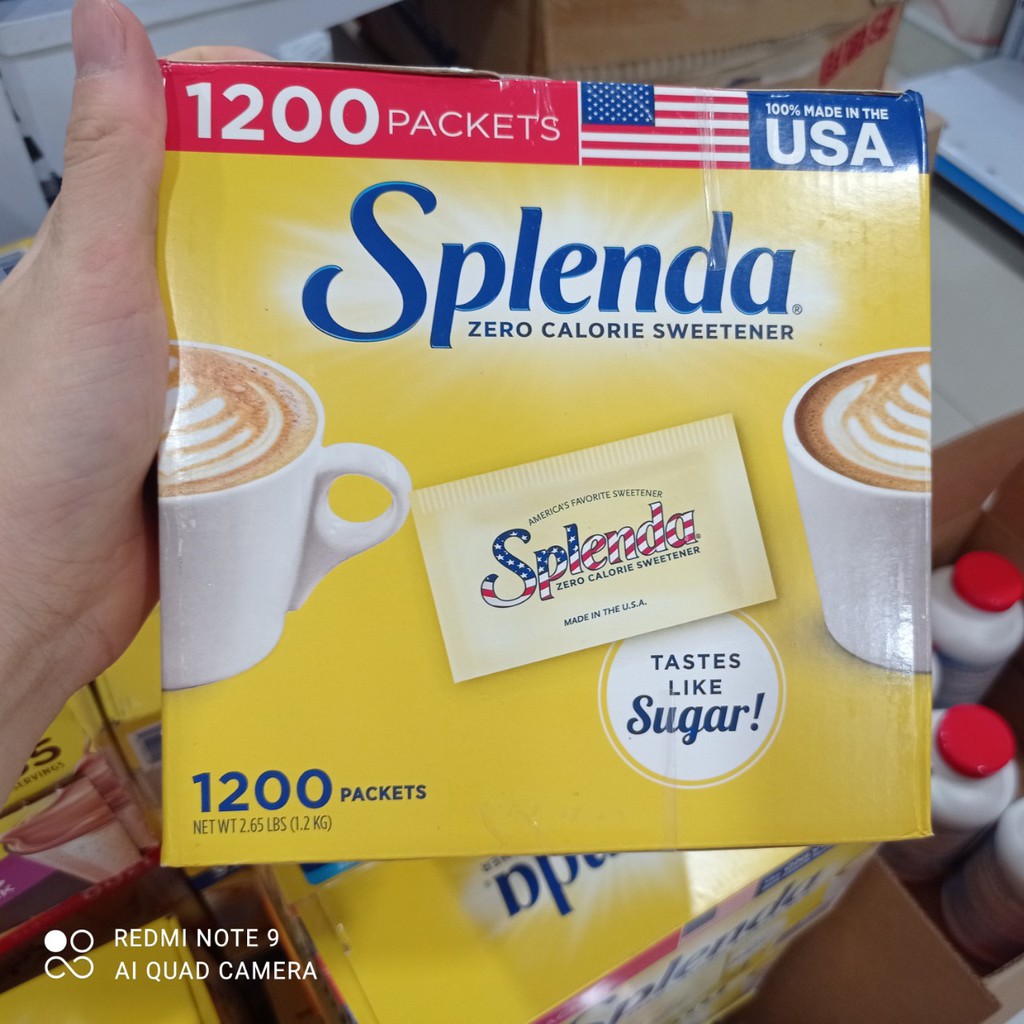 1200 PACKETS
100% MADE IN THE
USA
Splenda®
ZERO CALORIE SWEETENER
AMERICA'S FAVORITE SWEETENER
Splenda®
ZERO CALORIE SWEETENER
MADE IN THE U.S.A.
TASTES
LIKE
Sugar!
1200 PACKETS
NET WT 2.65 LBS (1.2 KG)
Splenda
REDMI NOTE 9
AI QUAD CAMERA